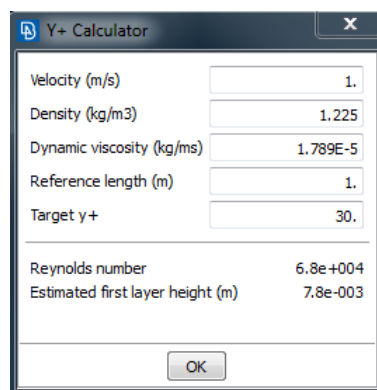 Y+ Calculator
Velocity (m/s) 1.
Density (kg/m3) 1.225
Dynamic viscosity (kg/ms) 1.789E-5
Reference length (m) 1.
Target y+ 30.
Reynolds number 6.8e+004
Estimated first layer height (m) 7.8e-003
OK